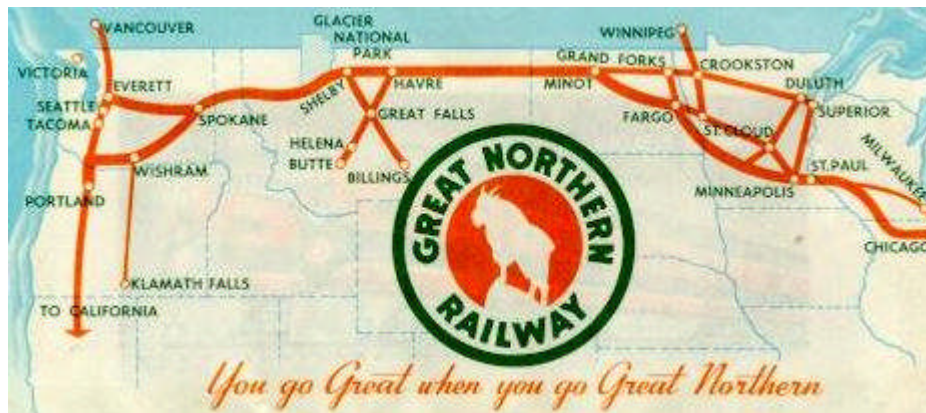 VANCOUVER
VICTORIA
EVERETT
SEATTLE
TACOMA
SPOKANE
WISHRAM
PORTLAND
KLAMATH FALLS
TO CALIFORNIA
GLACIER
NATIONAL
PARK
SHELBY
HAVRE
GREAT FALLS
HELENA
BUTTE
BILLINGS
WINNIPEG
GRAND FORKS
CROOKSTON
MINOT
DULUTH
FARGO
SUPERIOR
ST. CLOUD
MILWAUKEE
ST. PAUL
MINNEAPOLIS
CHICAGO
GREAT NORTHERN
RAILWAY
You go Great when you go Great Northern